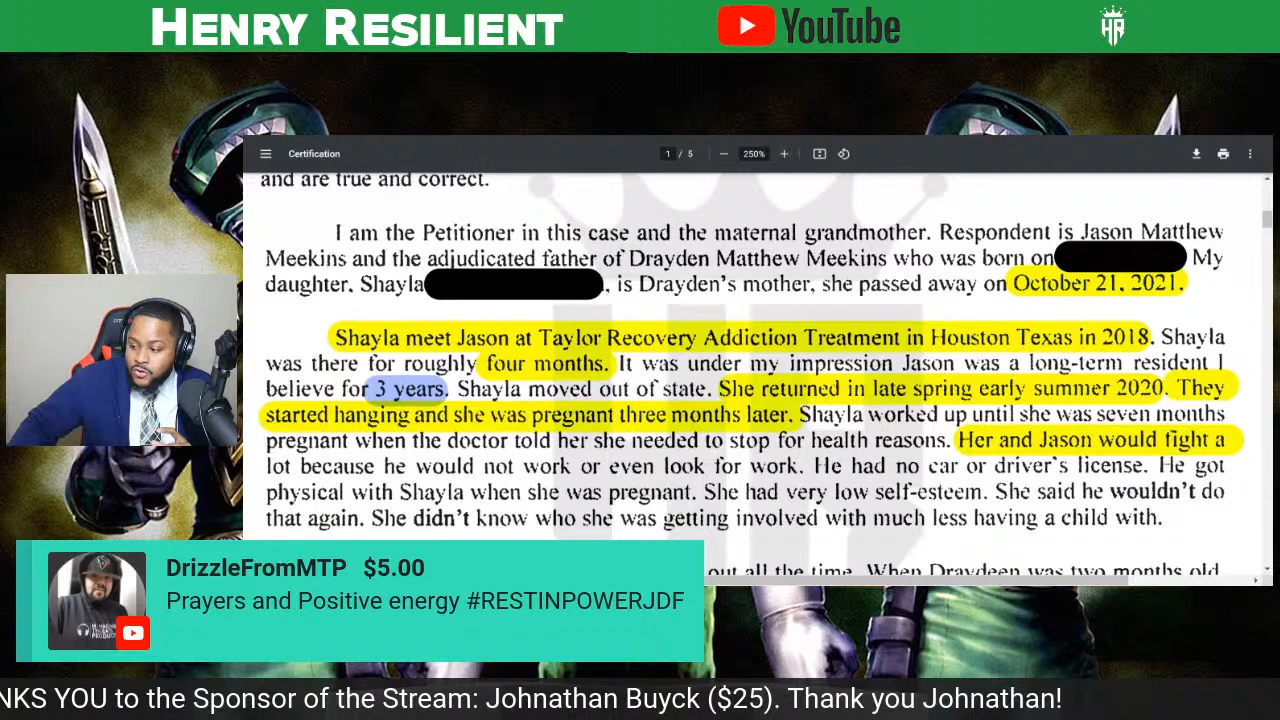 HENRY RESILIENT
YouTube
HR
Certification
1 / 5
250%
and are true and correct.
I am the Petitioner in this case and the maternal grandmother. Respondent is Jason Matthew
Meekins and the adjudicated father of Drayden Matthew Meekins who was born on My
daughter, Shayla , is Drayden's mother, she passed away on October 21, 2021.
Shayla meet Jason at Taylor Recovery Addiction Treatment in Houston Texas in 2018. Shayla
was there for roughly four months. It was under my impression Jason was a long-term resident I
believe for 3 years. Shayla moved out of state. She returned in late spring early summer 2020. They
started hanging and she was pregnant three months later. Shayla worked up until she was seven months
pregnant when the doctor told her she needed to stop for health reasons. Her and Jason would fight a
lot because he would not work or even look for work. He had no car or driver's license. He got
physical with Shayla when she was pregnant. She had very low self-esteem. She said he wouldn't do
that again. She didn't know who she was getting involved with much less having a child with.
out all the time. When Draydeen was two months old,
DrizzleFromMTP $5.00
Prayers and Positive energy #RESTINPOWERJDF
NKS YOU to the Sponsor of the Stream: Johnathan Buyck ($25). Thank you Johnathan!